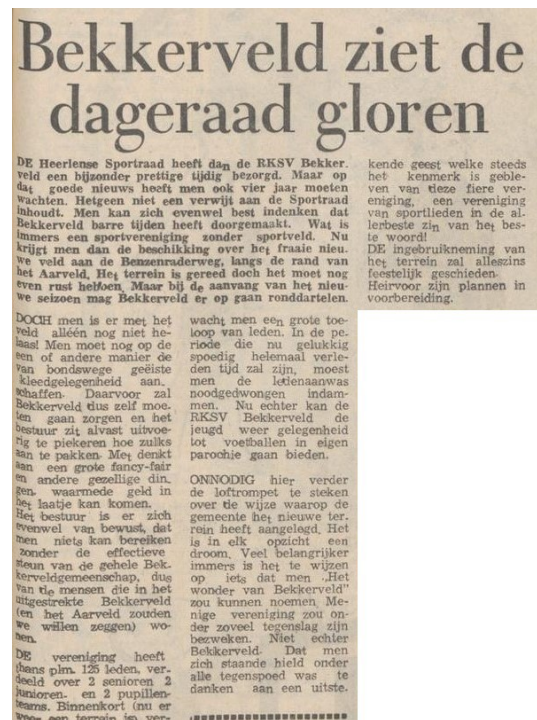 Bekkerveld ziet de
dageraad gloren
DE Heerlense Sportraad heeft dan de RKSV Bekker.
veld een bijzonder prettige tijdig bezorgd. Maar op
dat goede nieuws heeft men ook vier jaar moeten
wachten. Hetgeen niet een verwijt aan de Sportraad
inhoudt. Men kan zich evenwel best indenken dat
Bekkerveld barre tijden heeft doorgemaakt. Wat is
immers een sportvereniging zonder sportveld. Nu
krijgt men dan de beschikking over het fraaie nieu.
we veld aan de Benzenraderweg, langs de rand van
het Aarveld, Het terrein is gereed doch het moet nog
even rust hebben. Maar bij de aanvang van het nieu-
we seizoen mag Bekkerveld er op gaan ronddartelen.
DOCH men is er met het
veld alléén nog niet he-
laas! Men moet nog op de
een of andere manier de
van bondswege geëiste
kleedgelegenheid aan.
schaffen. Daarvoor zal
Bekkerveld dus zelf moe.
ten gaan zorgen en het
bestuur zit alvast uitvoe-
rig te piekeren hoe zulks
aan te pakken. Met denkt
aan een grote fancy-fair
en andere gezellige din.
gen. waarmede geld in
het laatje kan komen.
Het bestuur is er zich
evenwel van bewust, dat
men niets kan bereiken
zonder de effectieve
steun van de gehele Bek-
kerveldgemeenschap, dus
van de mensen die in het
uitgestrekte Bekkerveld
(en het Aarveld zouden
we willen zeggen) wo-
nen.
DE vereniging heeft
thans plm. 125 leden. ver-
deeld over 2 senioren 2
junioren. en 2 pupillen-
teams. Binnenkort (nu er
weer een terrein is ver-
wacht men een grote toe-
loop van leden. In de pe-
riode die nu gelukkig
spoedig helemaal verle-
den tijd zal zijn, moest
men de ledenaanwas
noodgedwongen indam-
men. Nu echter kan de
RKSV Bekkerveld de
jeugd weer gelegenheid
tot voetballen in eigen
parochie gaan bieden.
ONNODIG hier verder
de loftrompet te steken
over de wijze waarop de
gemeente het nieuwe ter.
rein heeft aangelegd. Het
is in elk opzicht een
droom. Veel belangrijker
immers is het te wijzen
op iets dat men „Het
wonder van Bekkerveld”
zou kunnen noemen Me-
nige vereniging zou on-
der zoveel tegenslag zijn
bezweken. Niet echter
Bekkerveld. Dat men
zich staande hield onder
alle tegenspoed was te
danken aan een uitste.
kende geest welke steeds
het kenmerk is geble-
ven van deze fiere ver-
eniging, een vereniging
van sportlieden in de al-
lerbeste zin van het bes-
te woord!
DE ingebruikneming van
het terrein zal alleszins
feestelijk geschieden.
Heirvoor zijn plannen in
voorbereiding.